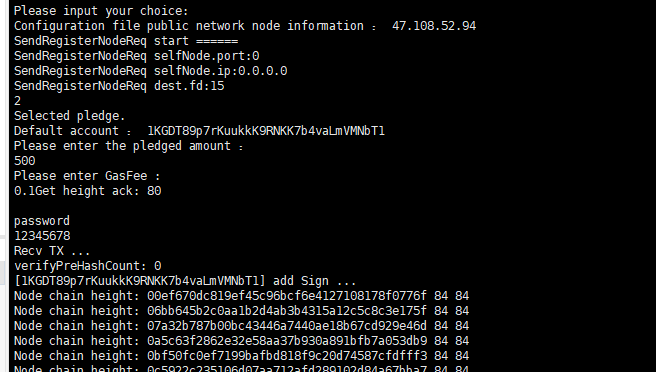 Please input your choice:
Configuration file public network node information： 47.108.52.94
SendRegisterNodeReq start ======
SendRegisterNodeReq selfNode.port:0
SendRegisterNodeReq selfNode.ip:0.0.0.0
SendRegisterNodeReq dest.fd:15
2
Selected pledge.
Default account： 1KGDT89p7rKuukkK9RNKK7b4vaLmVMNbT1
Please enter the pledged amount：
500
Please enter GasFee :
0.1Get height ack: 80
password
12345678
Recv TX ...
verifyPreHashCount: 0
[1KGDT89p7rKuukkK9RNKK7b4vaLmVMNbT1] add Sign ...
Node chain height: 00ef670dc819ef45c96bcf6e4127108178f0776f 84 84
Node chain height: 06bb645b2c0aa1b2d4ab3b4315a12c5c8c3e175f 84 84
Node chain height: 07a32b787b00bc43446a7440ae18b67cd929e46d 84 84
Node chain height: 0a5c63f2862e32e58aa37b930a891bfb7a053db9 84 84
Node chain height: 0bf50fc0ef7199bafbd818f9c20d74587cfdfff3 84 84
Node chain height: 0c5922c235106d07aa712afd289102d84a67bba7 84 84